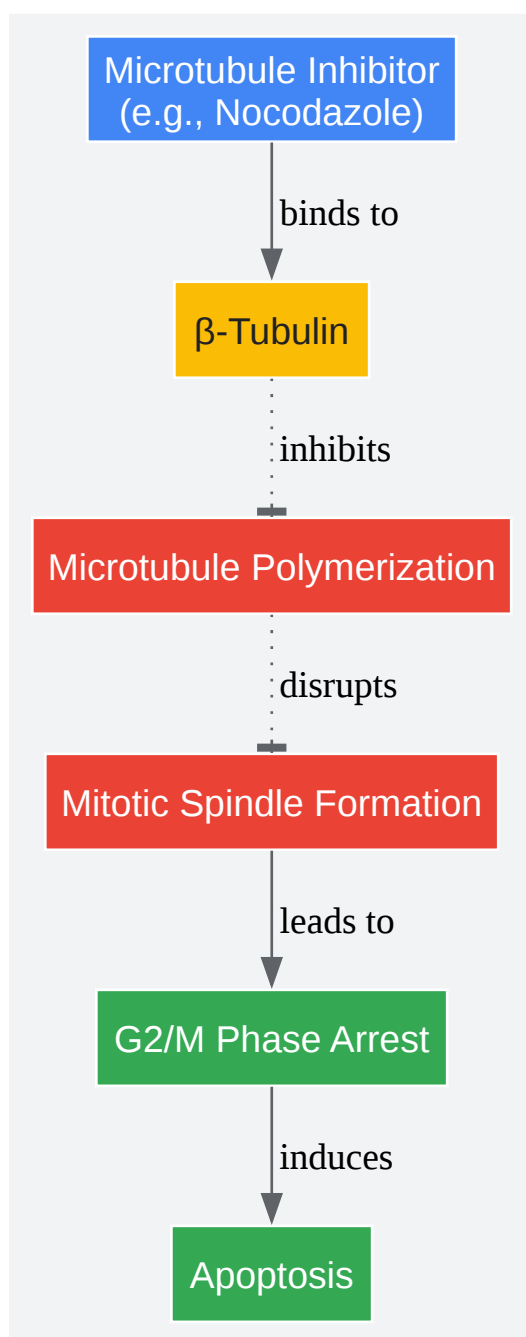 Microtubule Inhibitor
(e.g., Nocodazole)
binds to
β-Tubulin
inhibits
Microtubule Polymerization
disrupts
Mitotic Spindle Formation
leads to
G2/M Phase Arrest
induces
Apoptosis